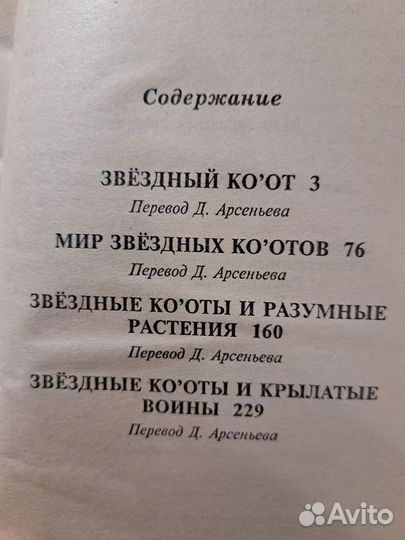 Содержание
ЗВЁЗДНЫЙ КО'ОТ 3
Перевод Д. Арсеньева
МИР ЗВЁЗДНЫХ КО'ОТОВ 76
Перевод Д. Арсеньева
ЗВЁЗДНЫЕ КО'ОТЫ И РАЗУМНЫЕ
РАСТЕНИЯ 160
Перевод Д. Арсеньева
ЗВЁЗДНЫЕ КО'ОТЫ И КРЫЛАТЫЕ
ВОИНЫ 229
Перевод Д. Арсеньева
Avito